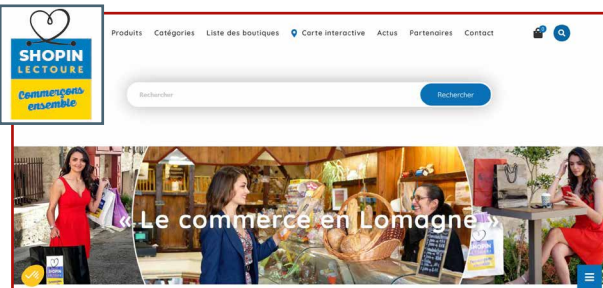 SHOPIN
LECTOURE
Commerçons
ensemble
Produits Catégories Liste des boutiques Carte interactive Actus Partenaires Contact
Rechercher
Rechercher
« Le commerce en Lomagne »
SHOPIN